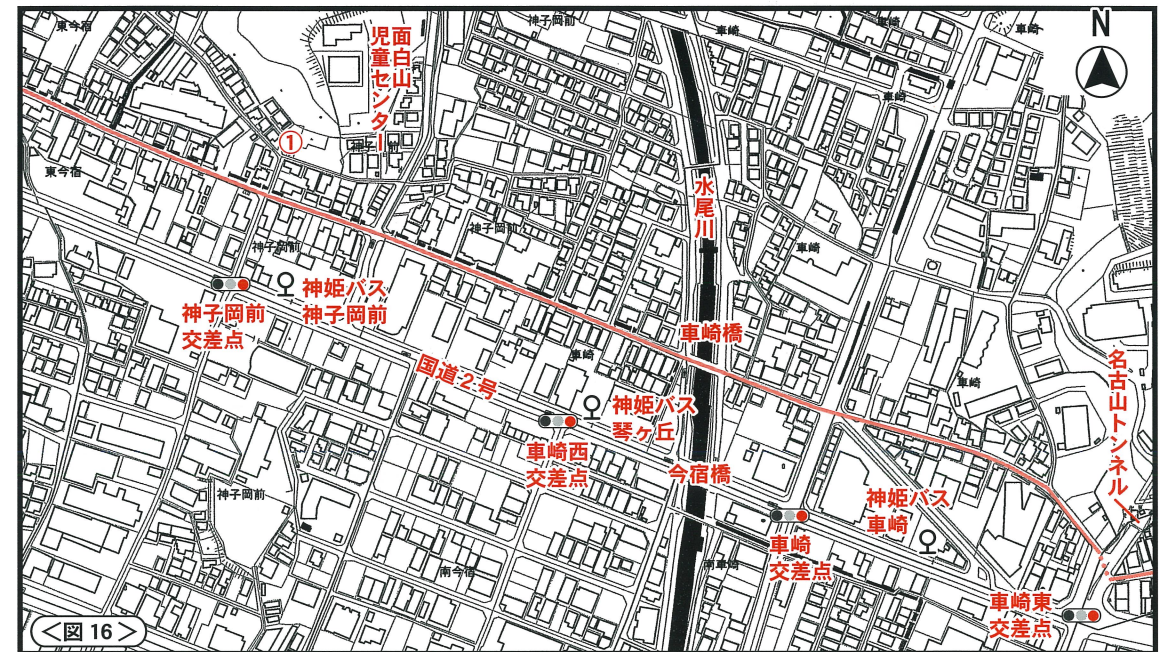 東今宿
神子岡前
車崎
車崎
車崎
N
面白山
児童センター
①
神子岡前
車崎
東今宿
水尾川
神子岡前
神子岡前
車崎
神姫バス
神子岡前
神子岡前
交差点
車崎橋
国道2号
車崎
車崎
名古山トンネル
神姫バス
琴ヶ丘
車崎西
交差点
今宿橋
神子岡前
神姫バス
車崎
車崎
交差点
南今宿
南車崎
車崎東
交差点
<図 16>